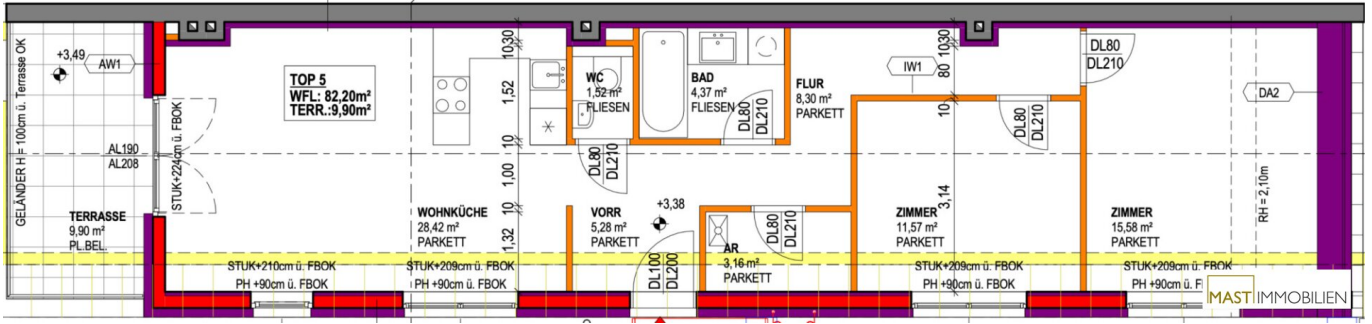 GELÄNDER H = 100cm ü. Terrasse OK
+3,49
AW1
AL190
AL208
STUK+224cm ü. FBOK
TERRASSE
9,90 m²
PL.BEL.
TOP 5
WFL: 82,20m²
TERR.:9,90m²
WOHNKÜCHE
28,42 m²
PARKETT
STUK+210cm ü. FBOK
PH +90cm ü. FBOK
STUK+209cm ü. FBOK
PH +90cm ü. FBOK
1030
1,52
10
1,00
10
1,32
WC
1,52 m²
FLIESEN
DL80
DL210
BAD
4,37 m²
FLIESEN
DL80
DL210
VORR
5,28 m²
PARKETT
+3,38
DL100
DL200
AR
3,16 m²
PARKETT
DL80
DL210
FLUR
8,30 m²
PARKETT
IW1
1030
80
10
3,14
ZIMMER
11,57 m²
PARKETT
DL80
DL210
STUK+209cm ü. FBOK
PH +90cm ü. FBOK
DL80
DL210
ZIMMER
15,58 m²
PARKETT
DA2
RH = 2,10m
STUK+209cm ü. FBOK
PH +90cm ü. F
MAST IMMOBILIEN